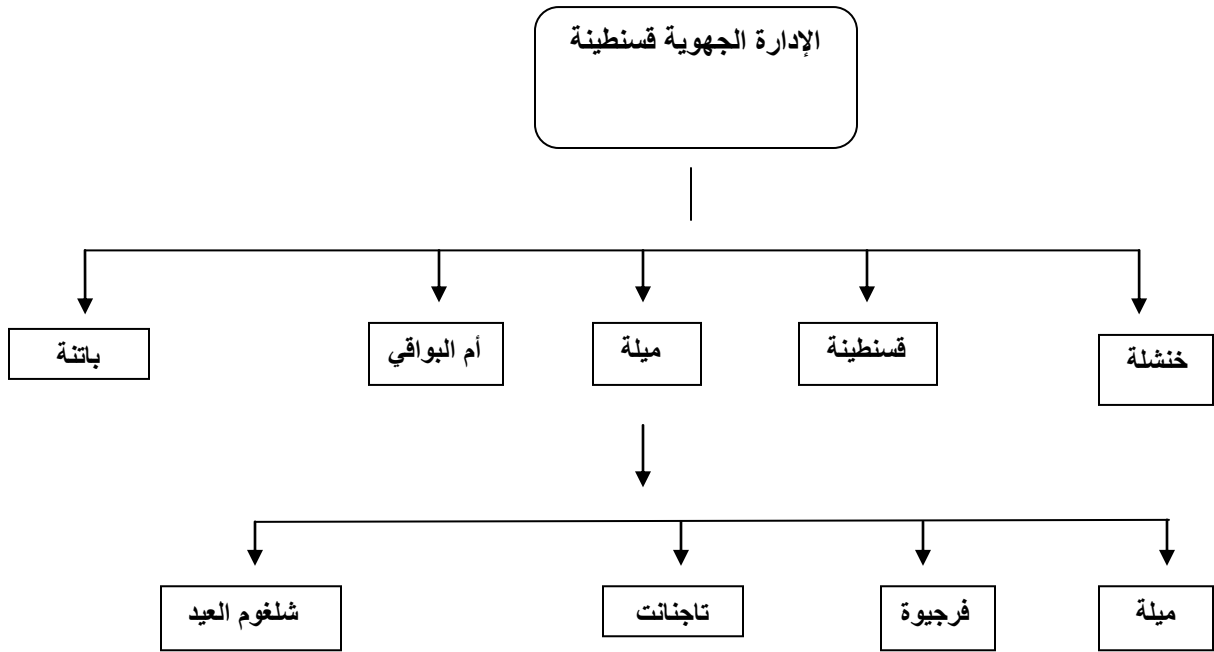 الإدارة الجهوية قسنطينة
خنشلة
قسنطينة
ميلة
أم البواقي
باتنة
ميلة
فرجيوة
تاجنانت
شلغوم العيد